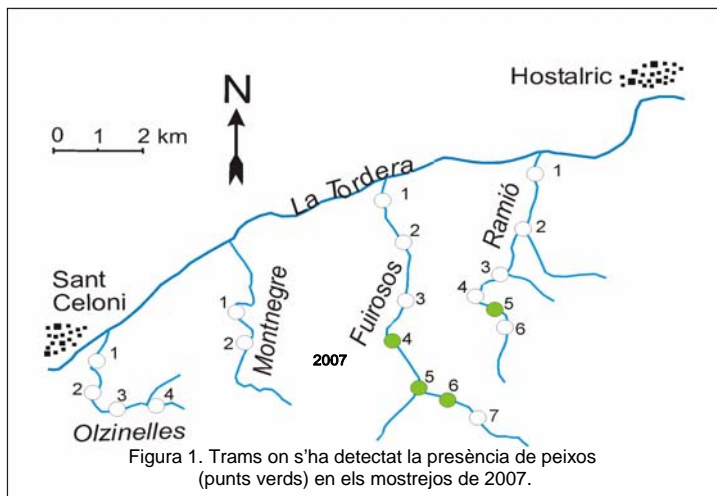 Hostalric
N
0 1 2 km
La Tordera
1
1
2
Ramió
2
Sant
Celoni
Fuirosos
3
3
4
5
1
Montnegre
6
2
4
1
2007
5
6
2
3
4
7
Olzinelles
Figura 1. Trams on s'ha detectat la presència de peixos
(punts verds) en els mostrejos de 2007.